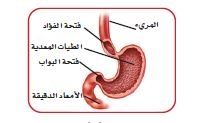 المريء
فتحة الفؤاد
الطيات المعدية
فتحة البواب
الأمعاء الدقيقة